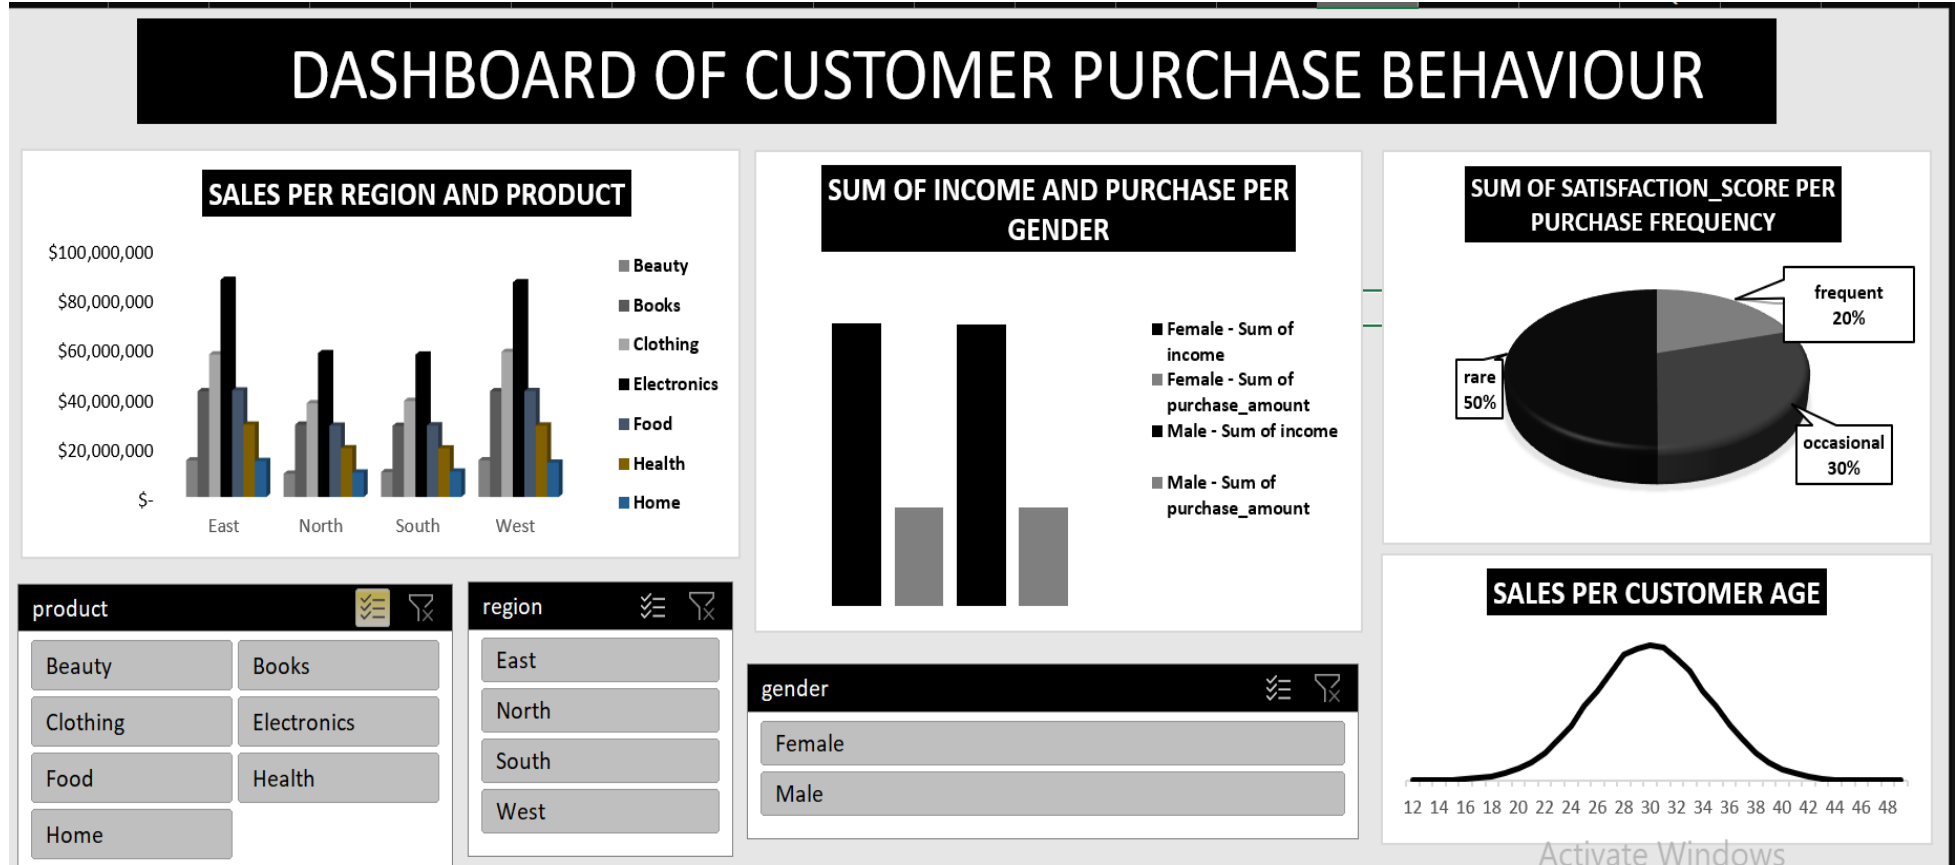 DASHBOARD OF CUSTOMER PURCHASE BEHAVIOUR
SALES PER REGION AND PRODUCT
$100,000,000
$80,000,000
$60,000,000
$40,000,000
$20,000,000
$-
East North South West
Beauty
Books
Clothing
Electronics
Food
Health
Home
SUM OF INCOME AND PURCHASE PER
GENDER
Female - Sum of
income
Female - Sum of
purchase_amount
Male - Sum of income
Male - Sum of
purchase_amount
SUM OF SATISFACTION_SCORE PER
PURCHASE FREQUENCY
frequent
20%
rare
50%
occasional
30%
product
Beauty Books
Clothing Electronics
Food Health
Home
region
East
North
South
West
gender
Female
Male
SALES PER CUSTOMER AGE
12 14 16 18 20 22 24 26 28 30 32 34 36 38 40 42 44 46 48
Activate Windows